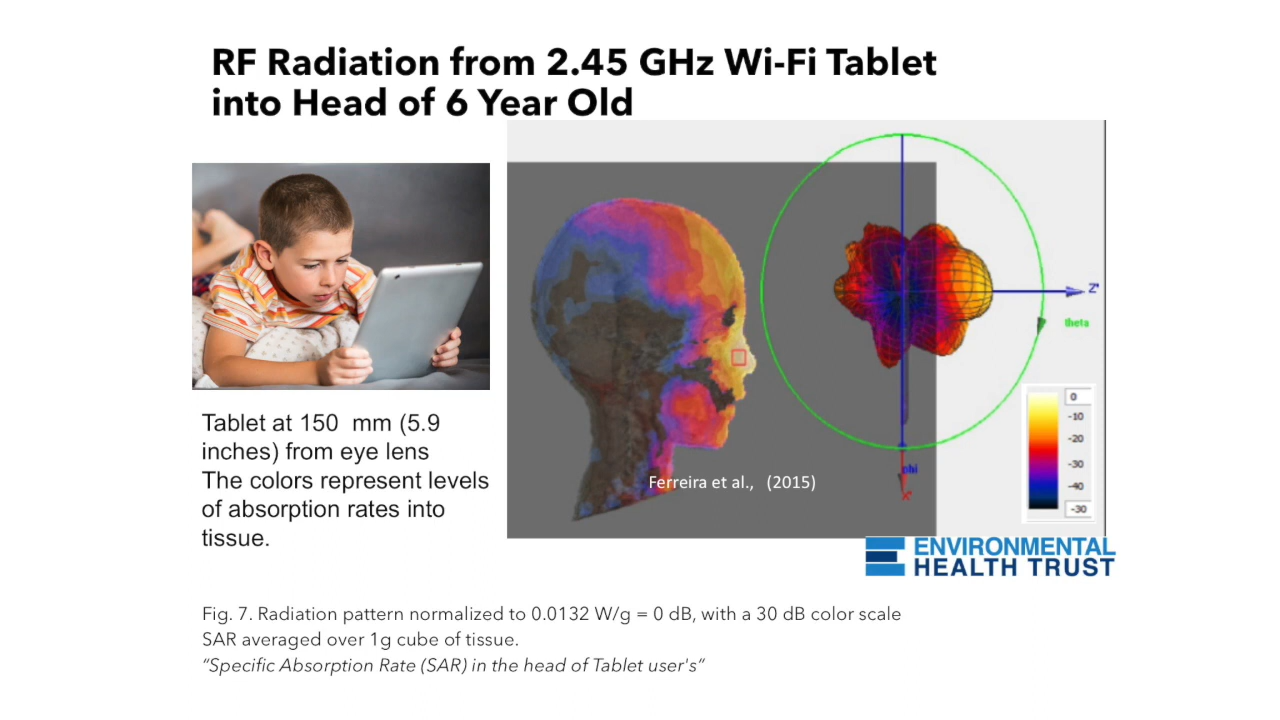 RF Radiation from 2.45 GHz Wi-Fi Tablet
into Head of 6 Year Old
Tablet at 150  mm (5.9
inches) from eye lens
The colors represent levels
of absorption rates into
tissue.
Z'
theta
phi
X'
Ferreira et al.,   (2015)
0
-10
-20
-30
-40
-30
ENVIRONMENTAL
HEALTH TRUST
Fig. 7. Radiation pattern normalized to 0.0132 W/g = 0 dB, with a 30 dB color scale
SAR averaged over 1g cube of tissue.
“Specific Absorption Rate (SAR) in the head of Tablet user's”